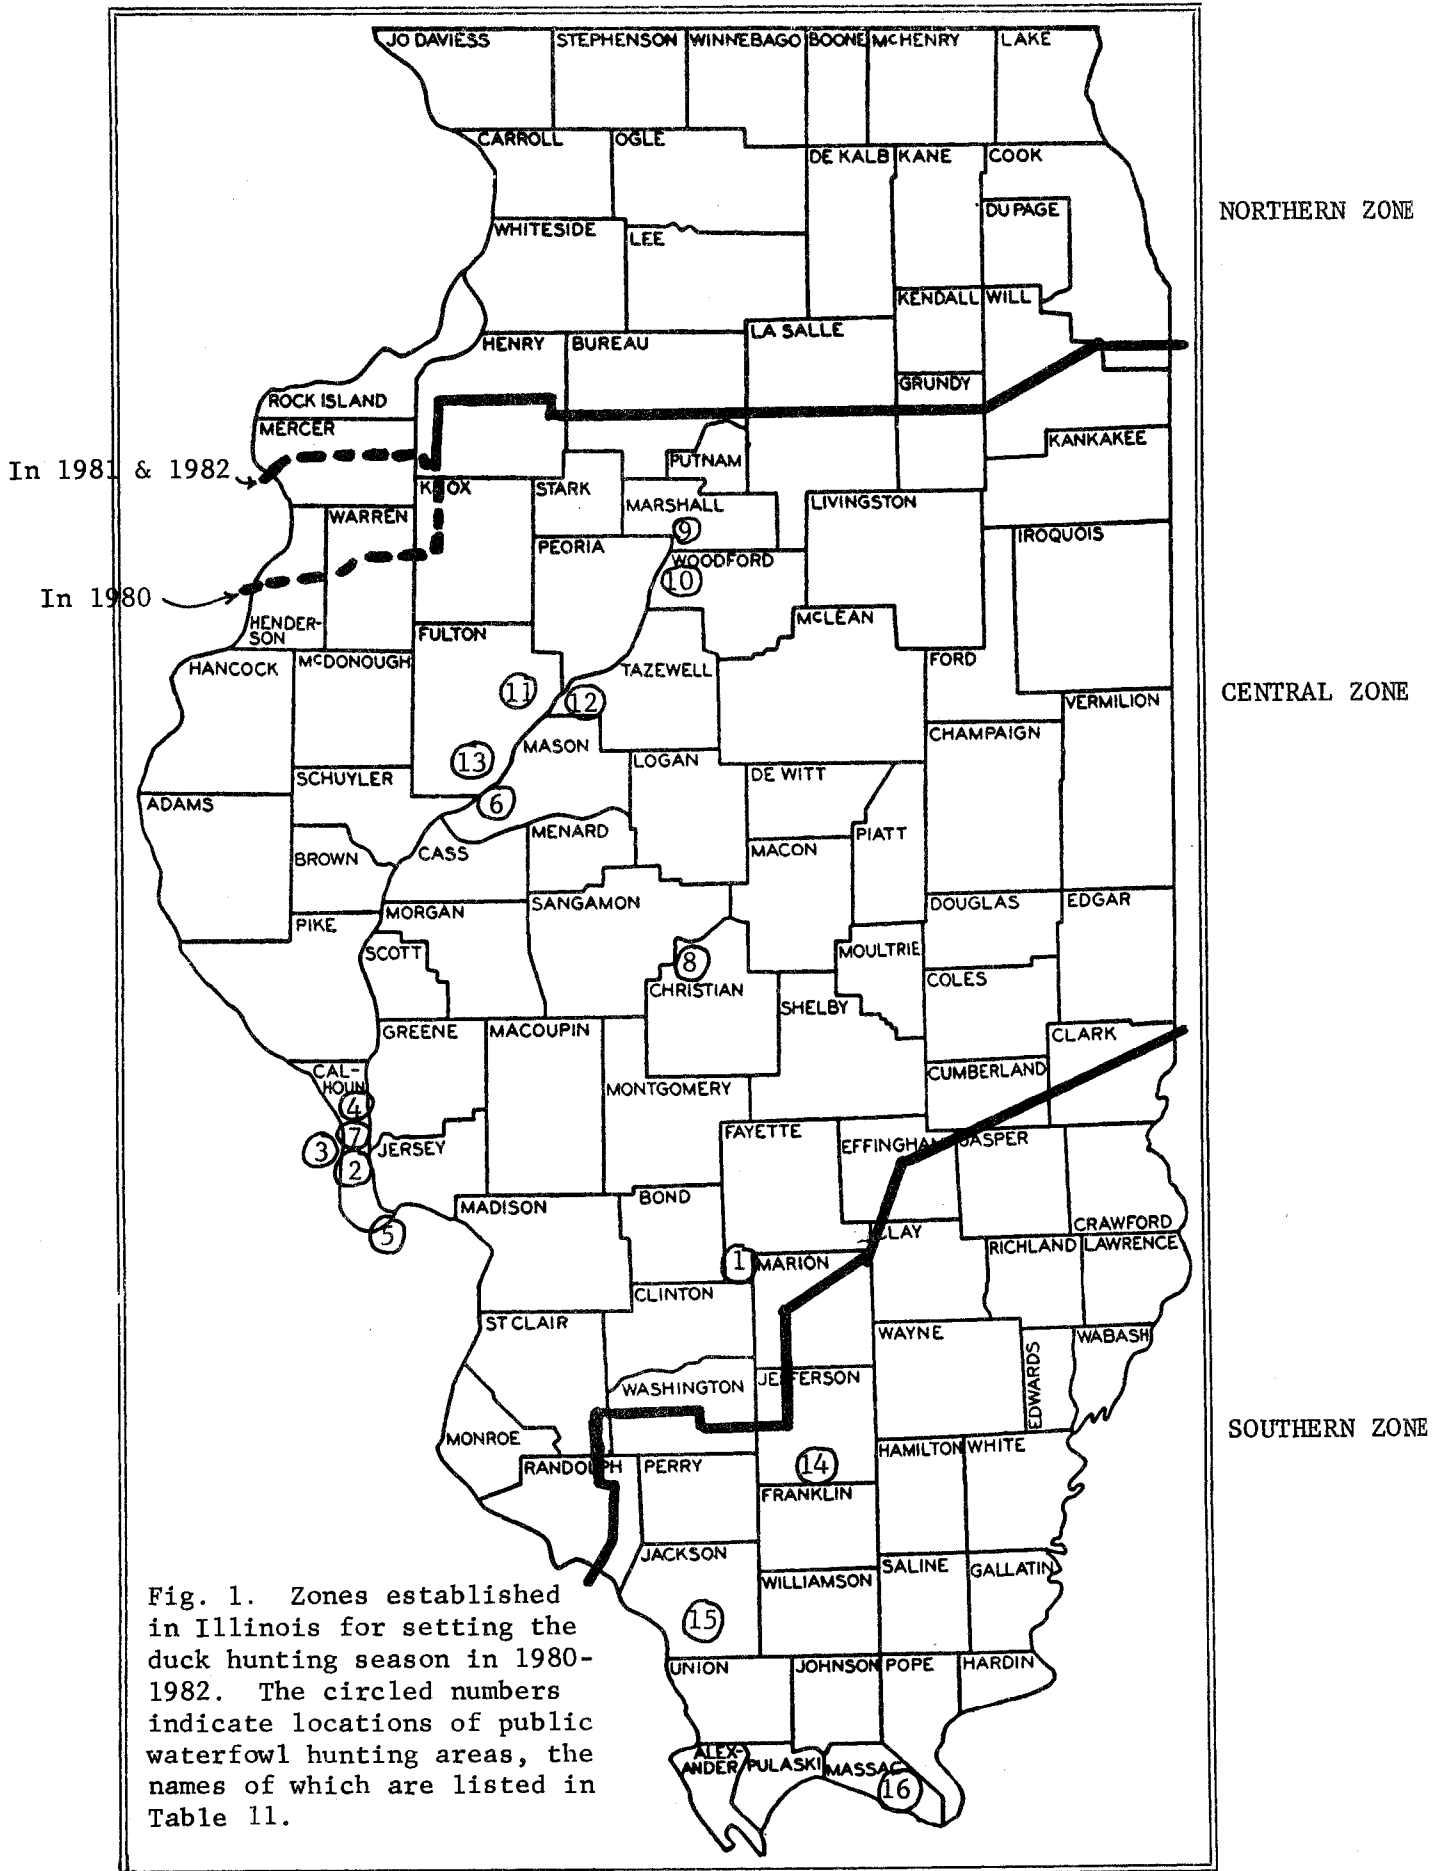 JO DAVIESS STEPHENSON WINNEBAGO BOONE McHENRY LAKE
CARROLL OGLE
DE KALB KANE COOK
DU PAGE
NORTHERN ZONE
WHITESIDE LEE
KENDALL WILL
HENRY BUREAU LA SALLE
GRUNDY
ROCK ISLAND
MERCER
KANKAKEE
PUTNAM
In 1981 & 1982
KNOX STARK
MARSHALL LIVINGSTON
WARREN
9
IROQUOIS
PEORIA
WOODFORD
10
In 1980
HENDER-
SON
FULTON
McLEAN
HANCOCK McDONOUGH
TAZEWELL
FORD
11
12
CENTRAL ZONE
VERMILION
MASON
CHAMPAIGN
13
LOGAN
SCHUYLER
DE WITT
ADAMS
6
MENARD
PIATT
BROWN CASS
MACON
MORGAN SANGAMON
DOUGLAS EDGAR
PIKE
SCOTT
MOULTRIE
8
CHRISTIAN
COLES
SHELBY
GREENE MACOUPIN
CLARK
CAL-
HOUN
CUMBERLAND
MONTGOMERY
4
7
3
JERSEY
2
FAYETTE
EFFINGHAM JASPER
BOND
MADISON
5
CRAWFORD
CLAY
RICHLAND LAWRENCE
1
MARION
CLINTON
ST CLAIR
WAYNE
EDWARDS
WABASH
WASHINGTON
JEFFERSON
SOUTHERN ZONE
MONROE
HAMILTON WHITE
RANDOLPH PERRY
14
FRANKLIN
JACKSON
SALINE GALLATIN
WILLIAMSON
15
UNION JOHNSON POPE HARDIN
ALEX-
ANDER
PULASKI MASSAC
16
Fig. 1. Zones established
in Illinois for setting the
duck hunting season in 1980-
1982. The circled numbers
indicate locations of public
waterfowl hunting areas, the
names of which are listed in
Table 11.